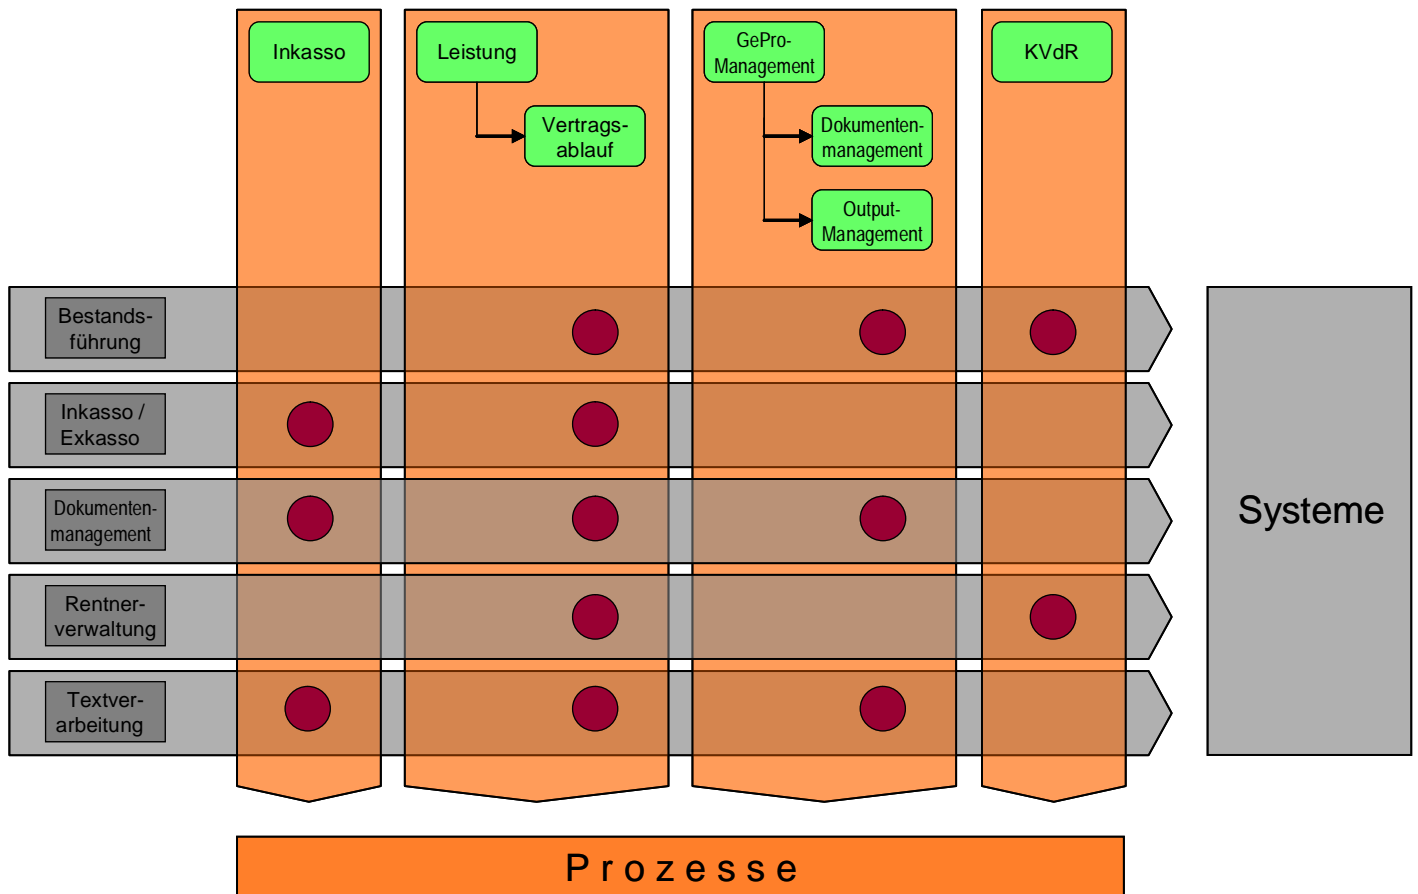 Inkasso
Leistung
GePro-
Management
KVdR
Vertrags-
ablauf
Dokumenten-
management
Output-
Management
Bestands-
führung
Inkasso /
Exkasso
Dokumenten-
management
Rentner-
verwaltung
Textver-
arbeitung
Systeme
Prozesse